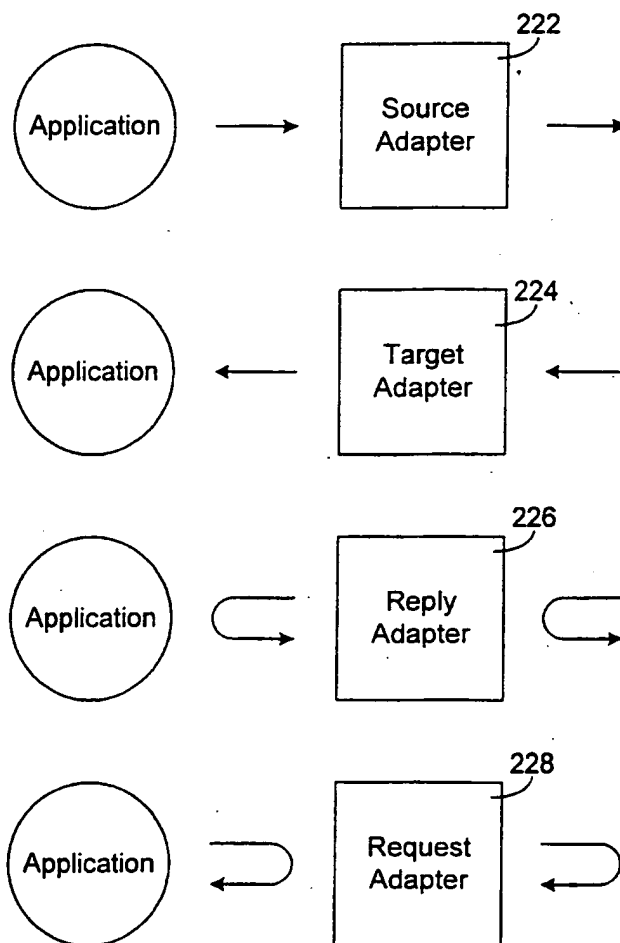 222
Application
Source
Adapter
224
Application
Target
Adapter
226
Application
Reply
Adapter
228
Application
Request
Adapter